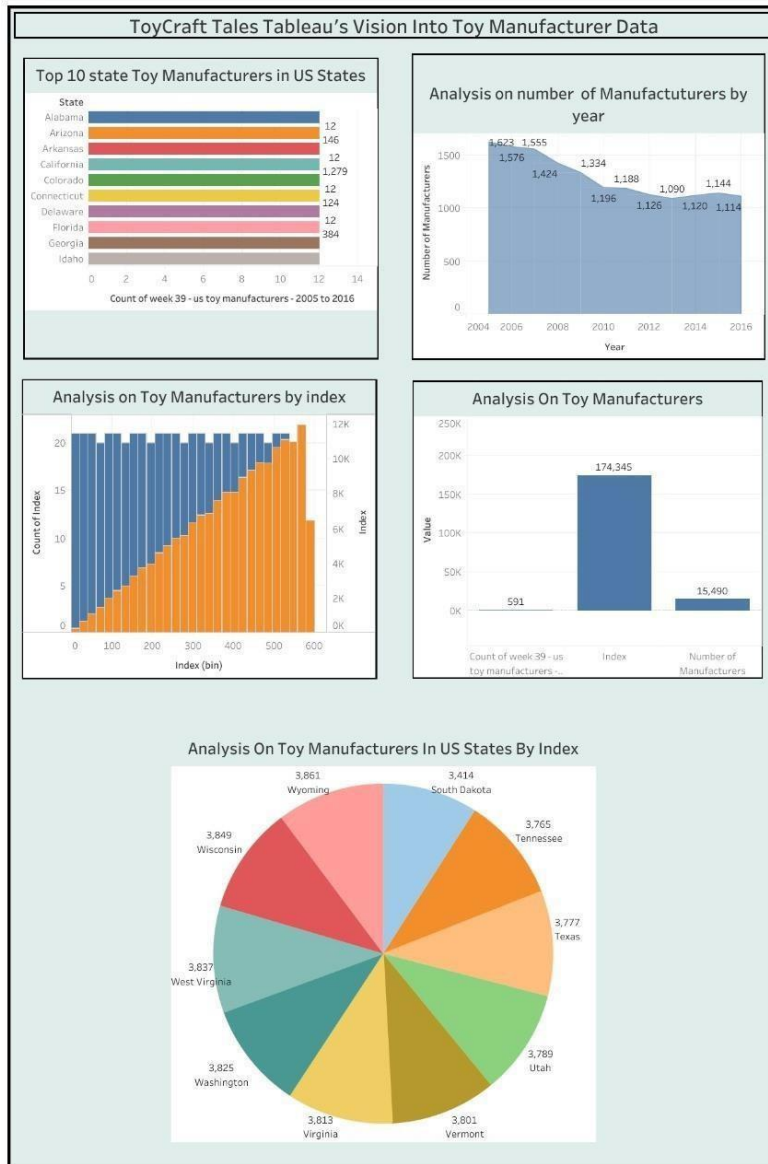 ToyCraft Tales Tableau's Vision Into Toy Manufacturer Data
Top 10 state Toy Manufacturers in US States
State
Alabama
Arizona
Arkansas
California
Colorado
Connecticut
Delaware
Florida
Georgia
Idaho
12
146
12
1,279
12
124
12
384
0 2 4 6 8 10 12 14
Count of week 39 - us toy manufacturers - 2005 to 2016
Analysis on number of Manufactuturers by
year
Number of Manufacturers
1500
1000
500
0
1,623 1,555
1,576
1,424
1,334
1,196
1,188
1,126
1,090
1,120
1,144
1,114
2004 2006 2008 2010 2012 2014 2016
Year
Analysis on Toy Manufacturers by index
Count of Index
20
15
10
5
0
12K
10K
8K
6K
4K
2K
0K
Index
0 100 200 300 400 500 600
Index (bin)
Analysis On Toy Manufacturers
Value
250K
200K
150K
100K
50K
0K
591
174,345
15,490
Count of week 39 - us
toy manufacturers -..
Index
Number of
Manufacturers
Analysis On Toy Manufacturers In US States By Index
3,414
South Dakota
3,765
Tennessee
3,777
Texas
3,789
Utah
3,801
Vermont
3,813
Virginia
3,825
Washington
3,837
West Virginia
3,849
Wisconsin
3,861
Wyoming